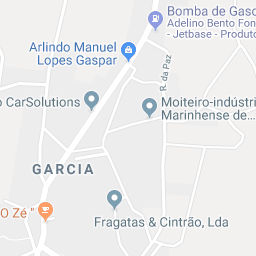 Bomba de Gaso
Adelino Bento Fon
- Jetbase - Produto
Arlindo Manuel
Lopes Gaspar
R. da Paz
o CarSolutions
Moiteiro-indústri
Marinhense de...
GARCIA
O Zé "
Fragatas & Cintrão, Lda